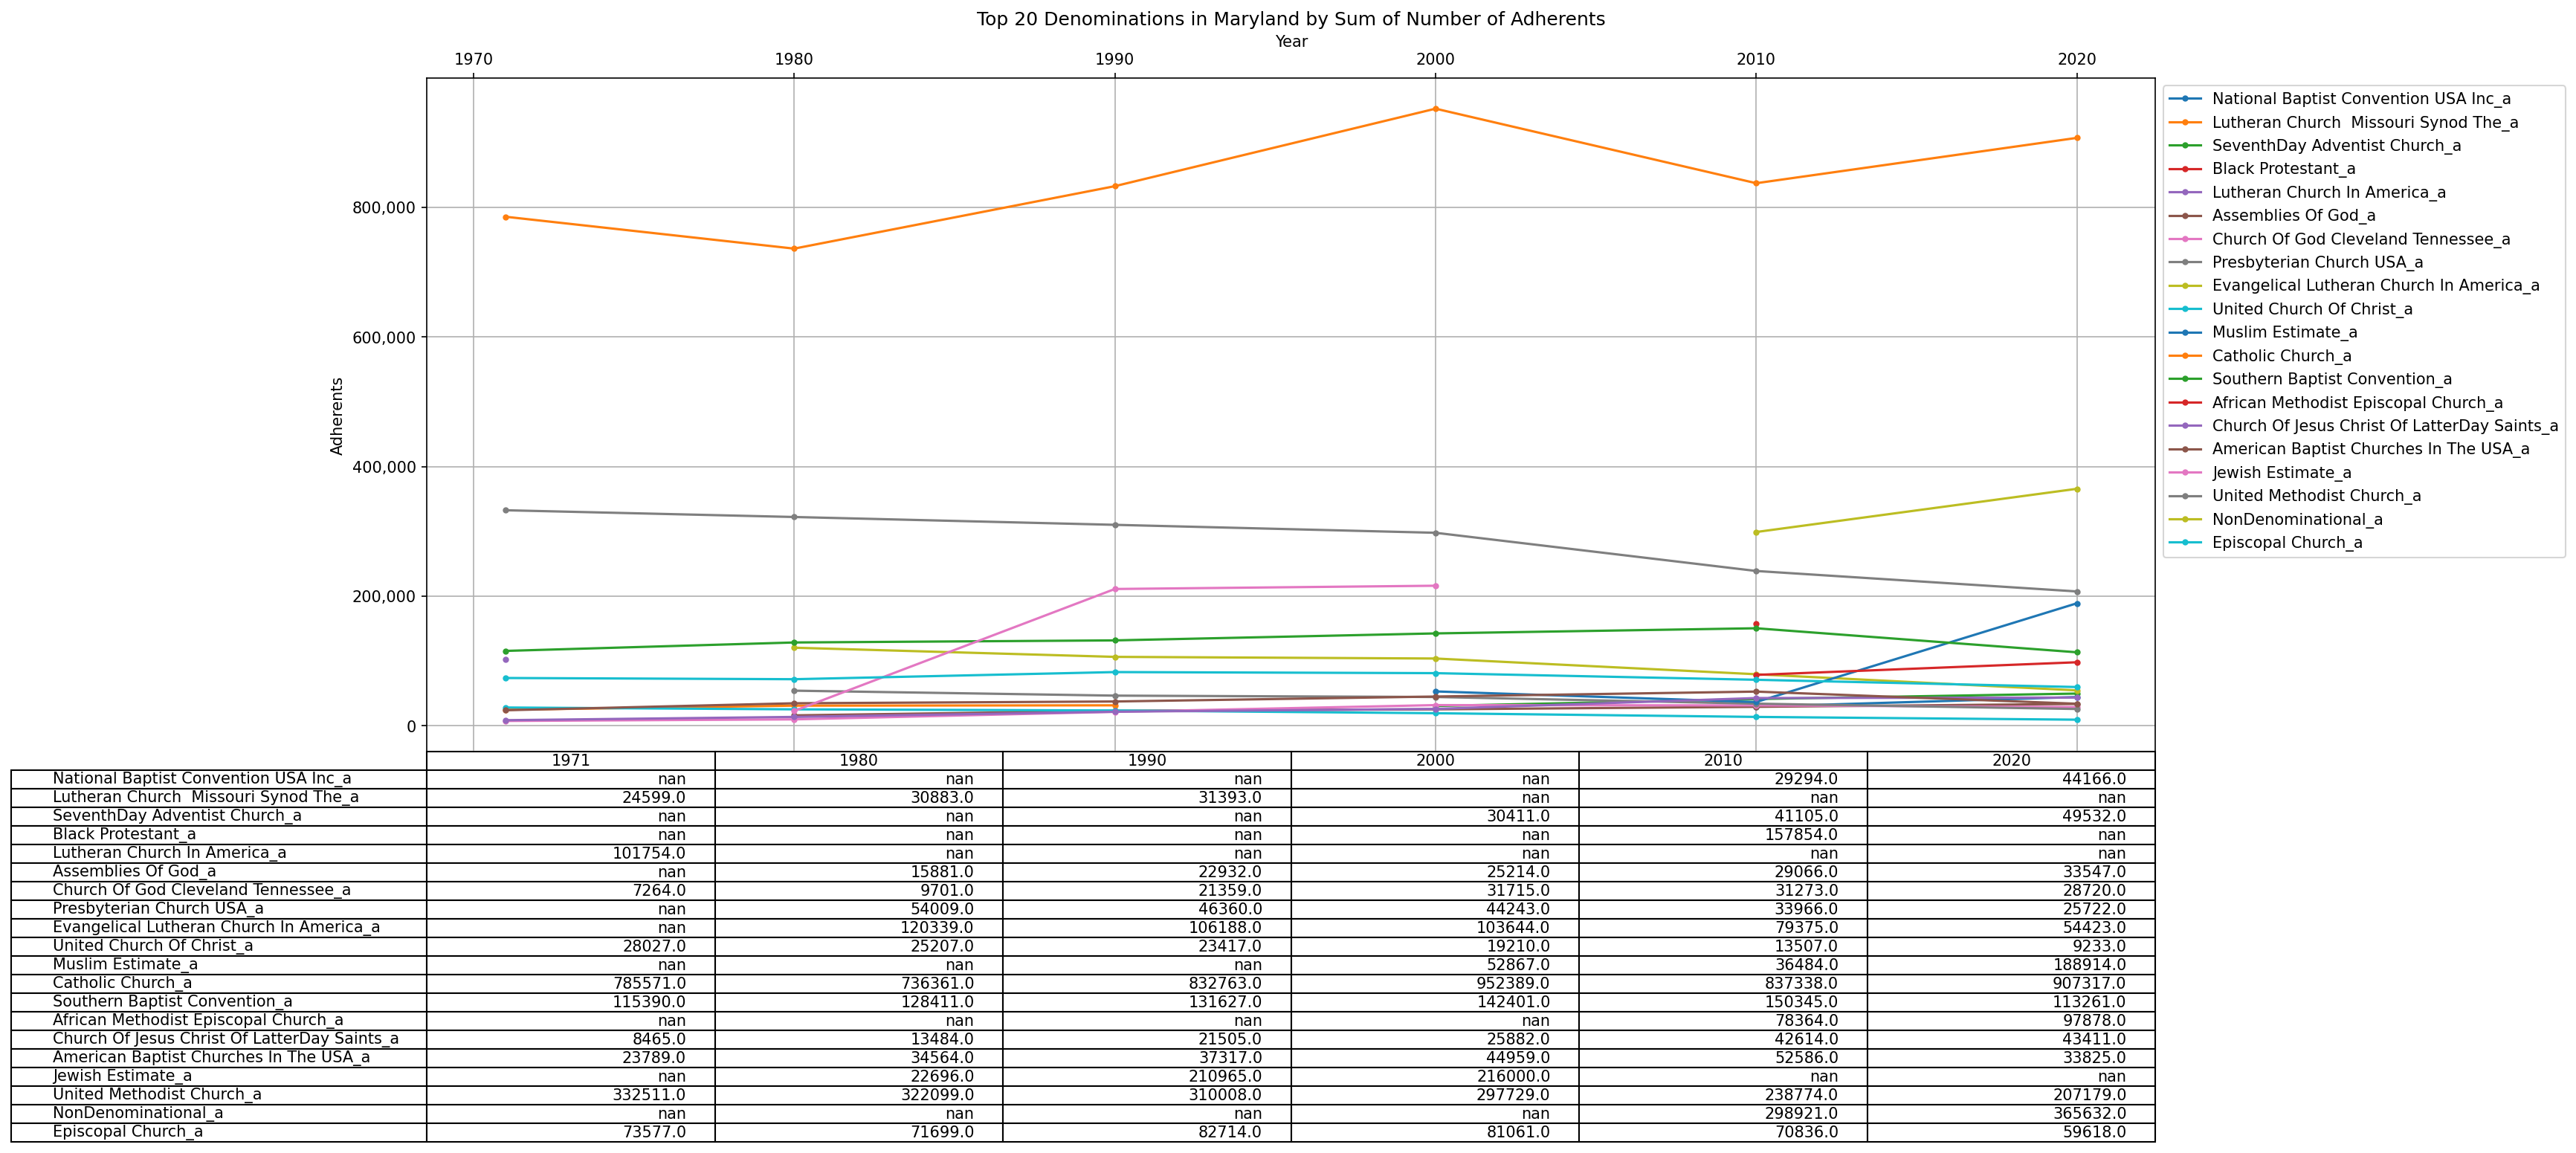 Top 20 Denominations in Maryland by Sum of Number of Adherents
Year
1970 1980 1990 2000 2010 2020
800,000
600,000
400,000
200,000
0
Adherents
National Baptist Convention USA Inc_a
Lutheran Church  Missouri Synod The_a
SeventhDay Adventist Church_a
Black Protestant_a
Lutheran Church In America_a
Assemblies Of God_a
Church Of God Cleveland Tennessee_a
Presbyterian Church USA_a
Evangelical Lutheran Church In America_a
United Church Of Christ_a
Muslim Estimate_a
Catholic Church_a
Southern Baptist Convention_a
African Methodist Episcopal Church_a
Church Of Jesus Christ Of LatterDay Saints_a
American Baptist Churches In The USA_a
Jewish Estimate_a
United Methodist Church_a
NonDenominational_a
Episcopal Church_a
1971 1980 1990 2000 2010 2020
National Baptist Convention USA Inc_a nan nan nan nan 29294.0 44166.0
Lutheran Church  Missouri Synod The_a 24599.0 30883.0 31393.0 nan nan nan
SeventhDay Adventist Church_a nan nan nan 30411.0 41105.0 49532.0
Black Protestant_a nan nan nan nan 157854.0 nan
Lutheran Church In America_a 101754.0 nan nan nan nan nan
Assemblies Of God_a nan 15881.0 22932.0 25214.0 29066.0 33547.0
Church Of God Cleveland Tennessee_a 7264.0 9701.0 21359.0 31715.0 31273.0 28720.0
Presbyterian Church USA_a nan 54009.0 46360.0 44243.0 33966.0 25722.0
Evangelical Lutheran Church In America_a nan 120339.0 106188.0 103644.0 79375.0 54423.0
United Church Of Christ_a 28027.0 25207.0 23417.0 19210.0 13507.0 9233.0
Muslim Estimate_a nan nan nan 52867.0 36484.0 188914.0
Catholic Church_a 785571.0 736361.0 832763.0 952389.0 837338.0 907317.0
Southern Baptist Convention_a 115390.0 128411.0 131627.0 142401.0 150345.0 113261.0
African Methodist Episcopal Church_a nan nan nan nan 78364.0 97878.0
Church Of Jesus Christ Of LatterDay Saints_a 8465.0 13484.0 21505.0 25882.0 42614.0 43411.0
American Baptist Churches In The USA_a 23789.0 34564.0 37317.0 44959.0 52586.0 33825.0
Jewish Estimate_a nan 22696.0 210965.0 216000.0 nan nan
United Methodist Church_a 332511.0 322099.0 310008.0 297729.0 238774.0 207179.0
NonDenominational_a nan nan nan nan 298921.0 365632.0
Episcopal Church_a 73577.0 71699.0 82714.0 81061.0 70836.0 59618.0